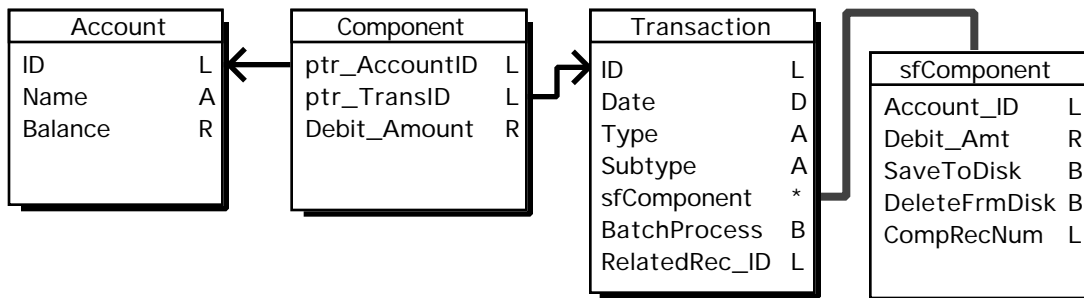 Account
ID L
Name A
Balance R
Component
ptr_AccountID L
ptr_TransID L
Debit_Amount R
Transaction
ID L
Date D
Type A
Subtype A
sfComponent *
BatchProcess B
RelatedRec_ID L
sfComponent
Account_ID L
Debit_Amt R
SaveToDisk B
DeleteFrmDisk B
CompRecNum L